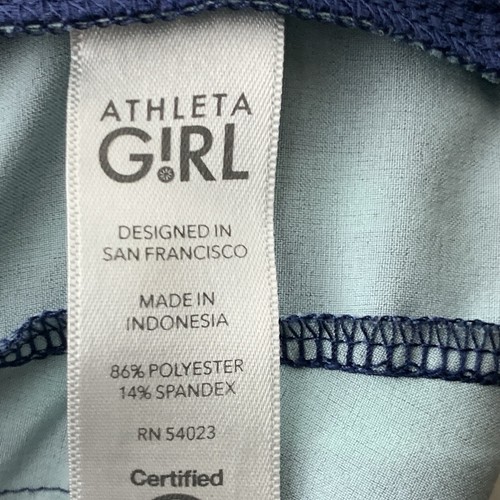 ATHLETA
G!RL
DESIGNED IN
SAN FRANCISCO
MADE IN
INDONESIA
86% POLYESTER
14% SPANDEX
RN 54023
Certified